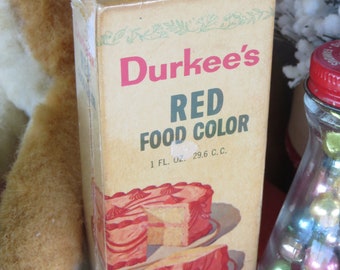 Durkee's
RED
FOOD COLOR
1 FL. OZ. 29.6 C.C.